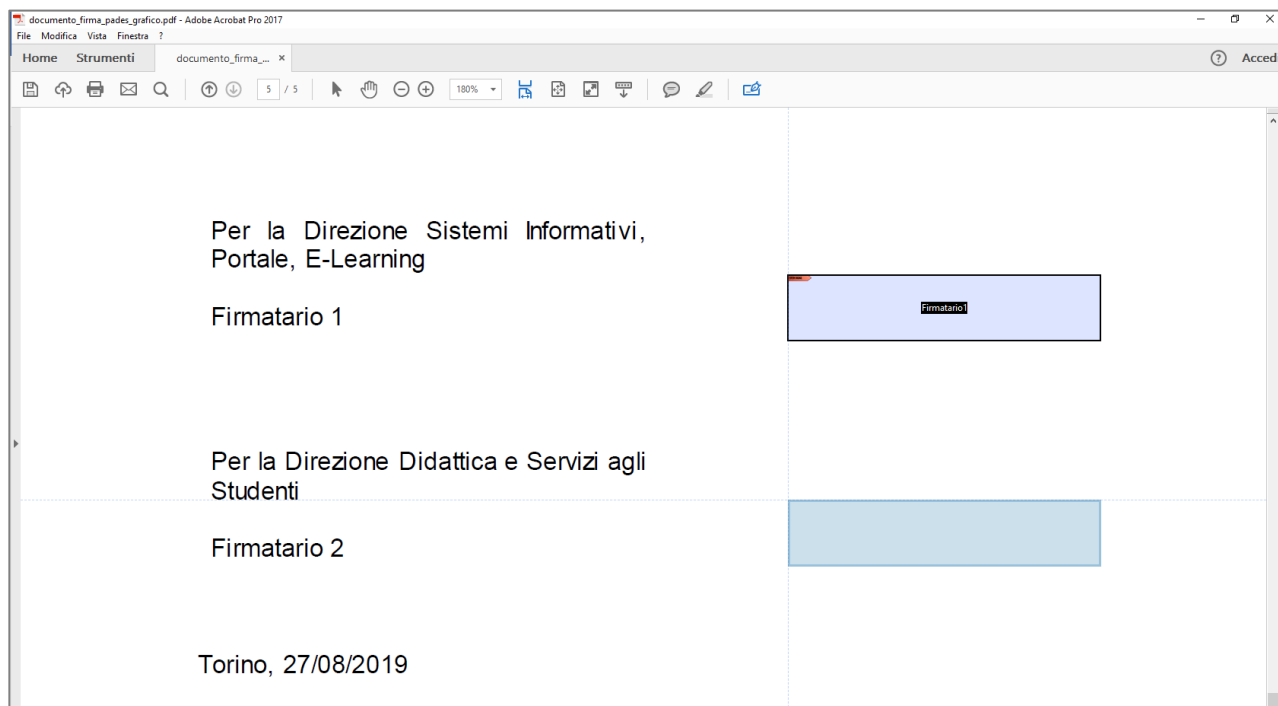 documento_firma_pades_grafico.pdf - Adobe Acrobat Pro 2017
File Modifica Vista Finestra ?
Home Strumenti documento_firma_... × ? Accedi
5 / 5 180%
Per la Direzione Sistemi Informativi,
Portale, E-Learning
Firmatario 1
Firmatario1
Per la Direzione Didattica e Servizi agli
Studenti
Firmatario 2
Torino, 27/08/2019